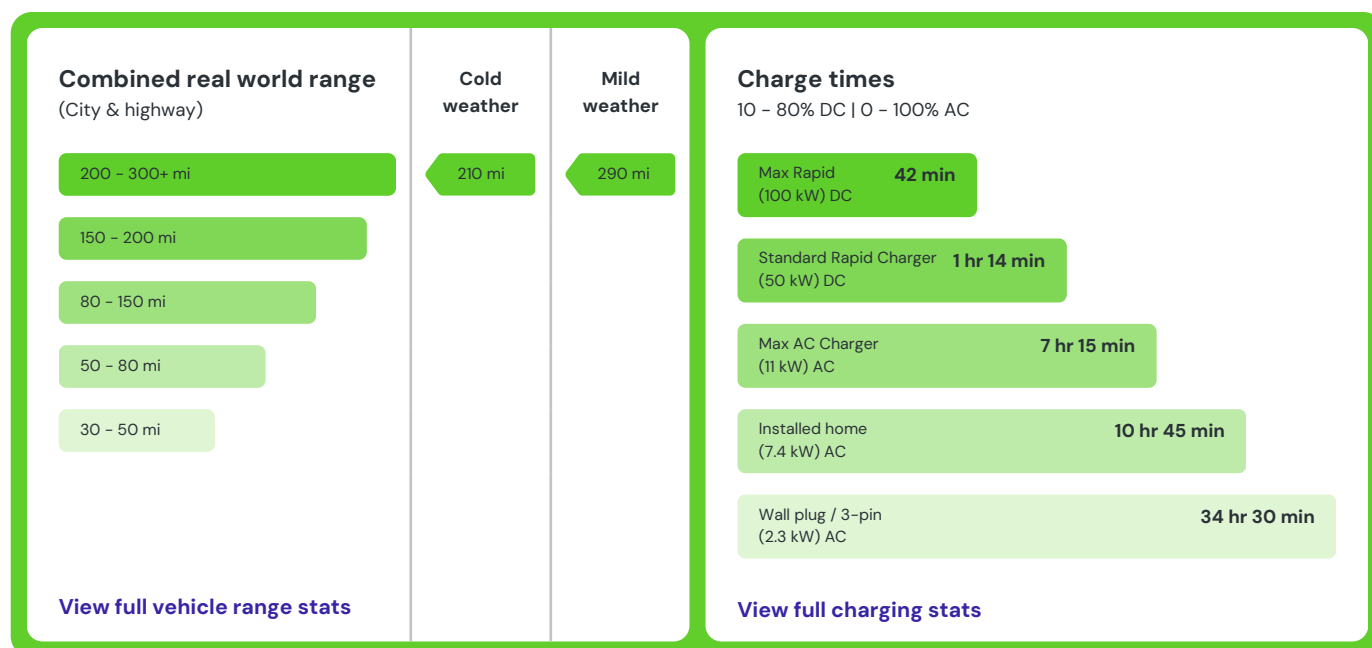 Combined real world range
(City & highway)
Cold
weather
Mild
weather
200 - 300+ mi
210 mi
290 mi
150 - 200 mi
80 - 150 mi
50 - 80 mi
30 - 50 mi
View full vehicle range stats
Charge times
10 - 80% DC | 0 - 100% AC
Max Rapid
(100 kW) DC
42 min
Standard Rapid Charger
(50 kW) DC
1 hr 14 min
Max AC Charger
(11 kW) AC
7 hr 15 min
Installed home
(7.4 kW) AC
10 hr 45 min
Wall plug / 3-pin
(2.3 kW) AC
34 hr 30 min
View full charging stats